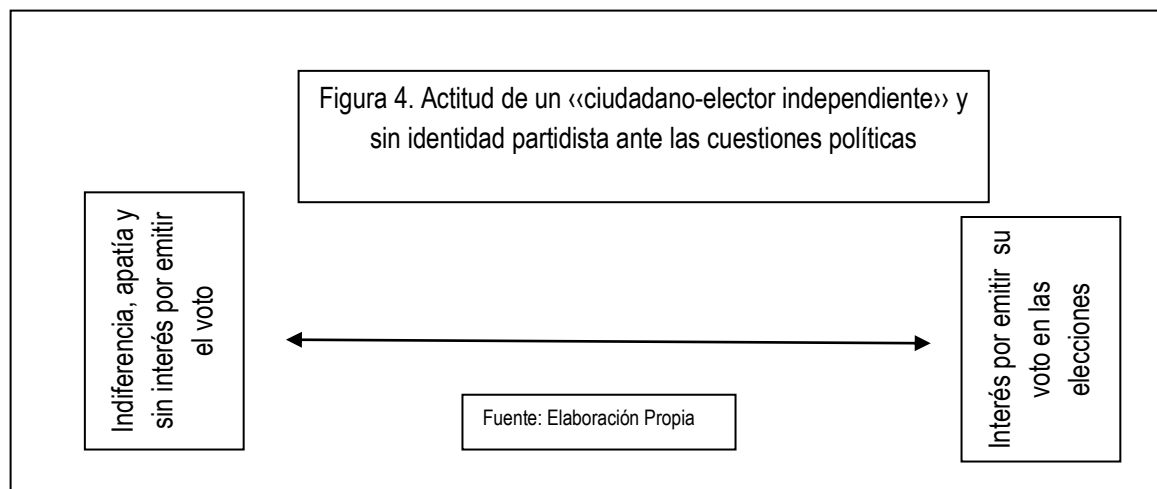 Figura 4. Actitud de un ‹‹ciudadano-elector independiente›› y
sin identidad partidista ante las cuestiones políticas
Indiferencia, apatía y
sin interés por emitir
el voto
Interés por emitir su
voto en las
elecciones
Fuente: Elaboración Propia